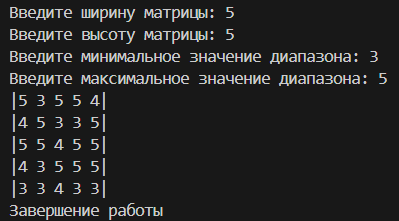 Введите ширину матрицы: 5
Введите высоту матрицы: 5
Введите минимальное значение диапазона: 3
Введите максимальное значение диапазона: 5
|5 3 5 5 4|
|4 5 3 3 5|
|5 5 4 5 5|
|4 3 5 5 5|
|3 3 4 3 3|
Завершение работы